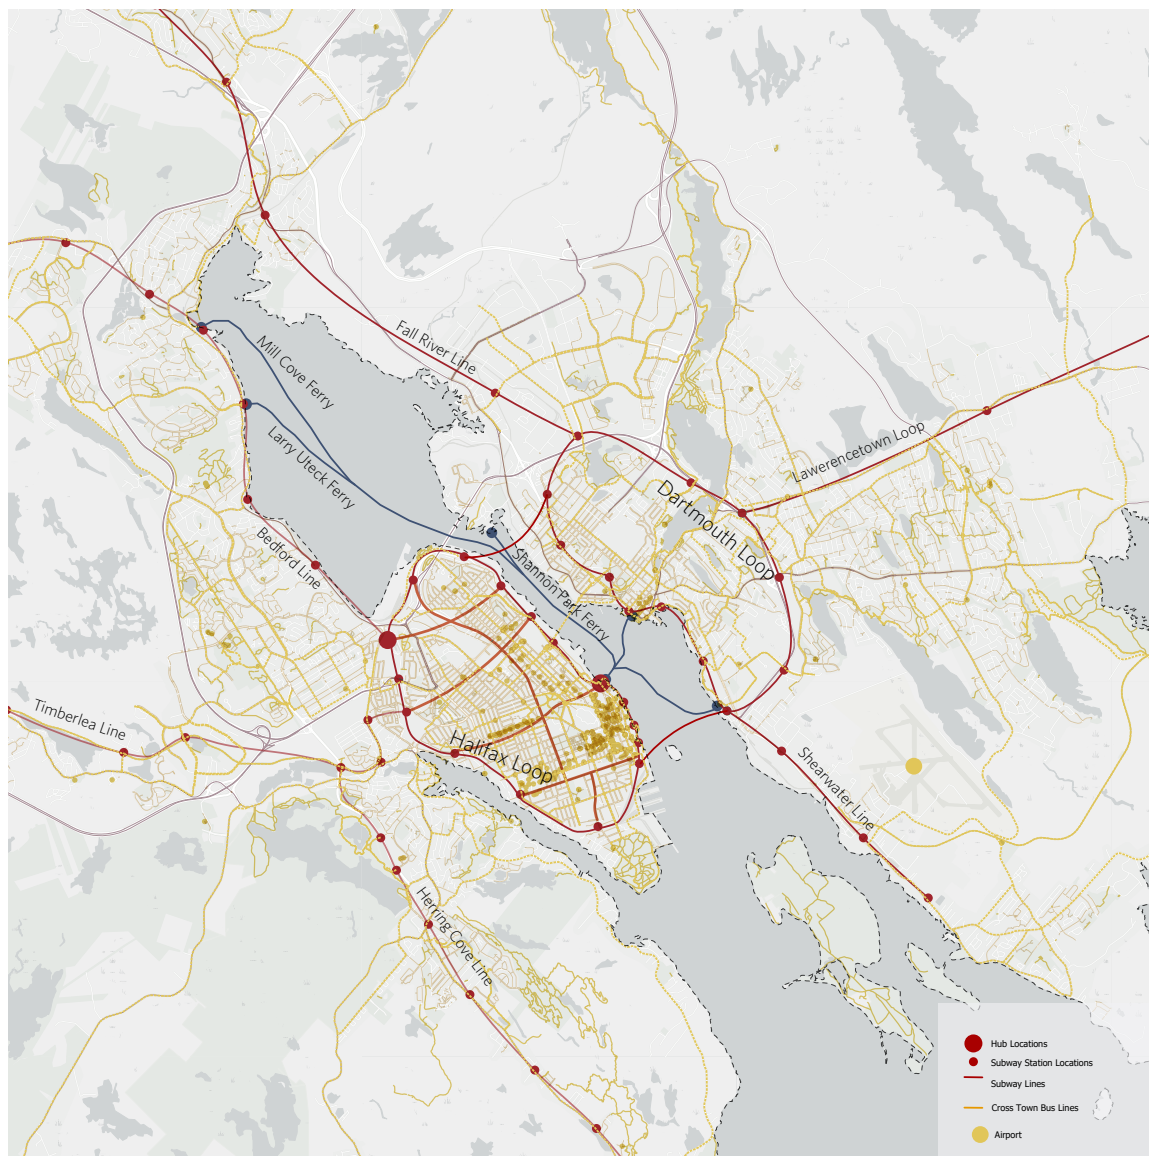 Fall River Line
Mill Cove Ferry
Larry Uteck Ferry
Lawerencetown Loop
Dartmouth Loop
Bedford Line
Shannon Park Ferry
Timberlea Line
Halifax Loop
Shearwater Line
Herring Cove Line
Hub Locations
Subway Station Locations
Subway Lines
Cross Town Bus Lines
Airport